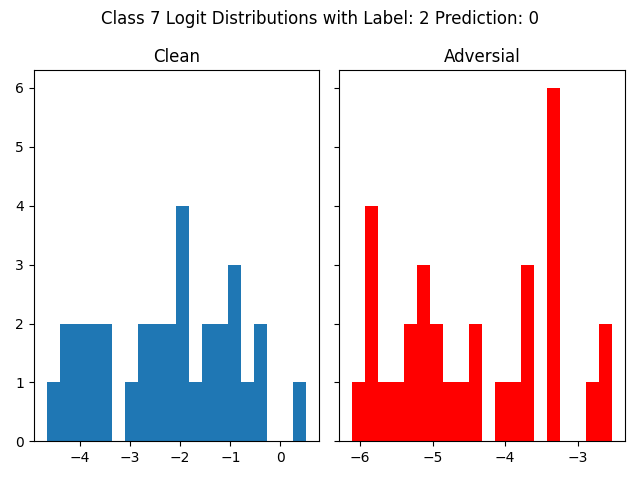 Class 7 Logit Distributions with Label: 2 Prediction: 0
Clean
Adversial
6
5
4
3
2
1
0
−4 −3 −2 −1 0
−6 −5 −4 −3